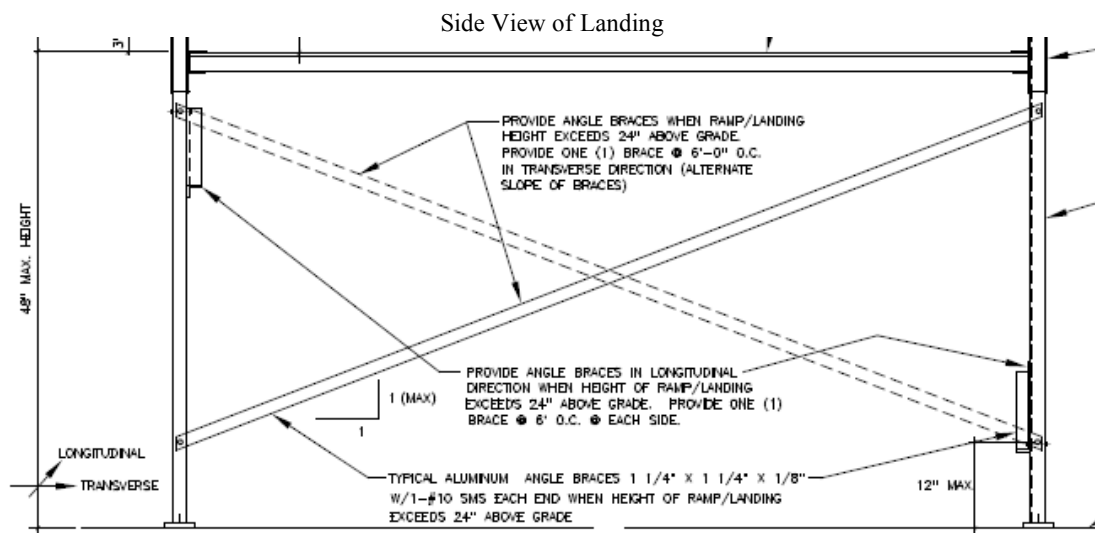 Side View of Landing
3'
PROVIDE ANGLE BRACES WHEN RAMP/LANDING
HEIGHT EXCEEDS 24" ABOVE GRADE.
PROVIDE ONE (1) BRACE @ 6'-0" O.C.
IN TRANSVERSE DIRECTION (ALTERNATE
SLOPE OF BRACES)
48" MAX. HEIGHT
PROVIDE ANGLE BRACES IN LONGITUDINAL
DIRECTION WHEN HEIGHT OF RAMP/LANDING
EXCEEDS 24" ABOVE GRADE. PROVIDE ONE (1)
BRACE @ 6' O.C. @ EACH SIDE.
1 (MAX)
1
LONGITUDINAL
TRANSVERSE
TYPICAL ALUMINUM ANGLE BRACES 1 1/4" X 1 1/4" X 1/8"
W/1-#10 SMS EACH END WHEN HEIGHT OF RAMP/LANDING
EXCEEDS 24" ABOVE GRADE
12" MAX.